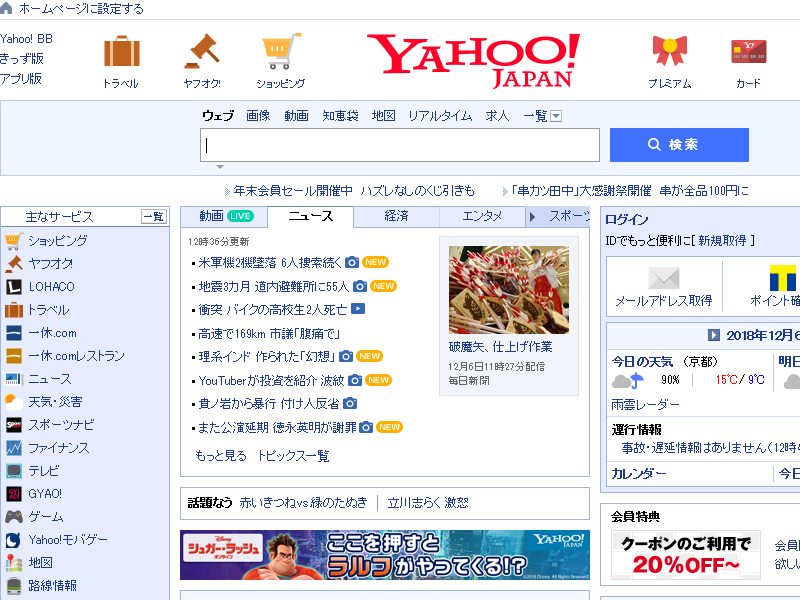 ホームページに設定する
Yahoo! BB
きっず版
アプリ版
トラベル
ヤフオク!
ショッピング
YAHOO!
JAPAN
プレミアム
カード
ウェブ 画像 動画 知恵袋 地図 リアルタイム 求人 一覧
検索
年末会員セール開催中 ハズレなしのくじ引きも
「串カツ田中」大感謝祭開催 串が全品100円に
主なサービス 一覧
ショッピング
ヤフオク!
LOHACO
トラベル
一休.com
一休.comレストラン
ニュース
天気・災害
スポーツナビ
ファイナンス
テレビ
GYAO!
ゲーム
Yahoo!モバゲー
地図
路線情報
動画 LIVE ニュース 経済 エンタメ スポーツ
12時36分更新
米軍機2機墜落 6人捜索続く NEW
地震3カ月 道内避難所に55人 NEW
衝突 バイクの高校生2人死亡
高速で169km 市議「腹痛で」
理系インド 作られた「幻想」 NEW
YouTuberが投資を紹介 波紋 NEW
貴ノ岩から暴行 付け人反省
また公演延期 徳永英明が謝罪 NEW
もっと見る トピックス一覧
破魔矢、仕上げ作業
12月6日11時27分配信
毎日新聞
話題なう 赤いきつねvs緑のたぬき 立川志らく 激怒
Disney
シュガー・ラッシュ
オンライン
ここを押すと
ラルフがやってくる!?
YAHOO!
JAPAN
©2018 Disney. All Rights Reserved
ログイン
IDでもっと便利に[ 新規取得 ]
メールアドレス取得
ポイント確
2018年12月6
今日の天気 (京都) 明日
90% 15℃/ 9℃
雨雲レーダー
運行情報
事故・遅延情報はありません(12時4
カレンダー 今日
会員特典
クーポンのご利用で
20%OFF～
会員
欲し